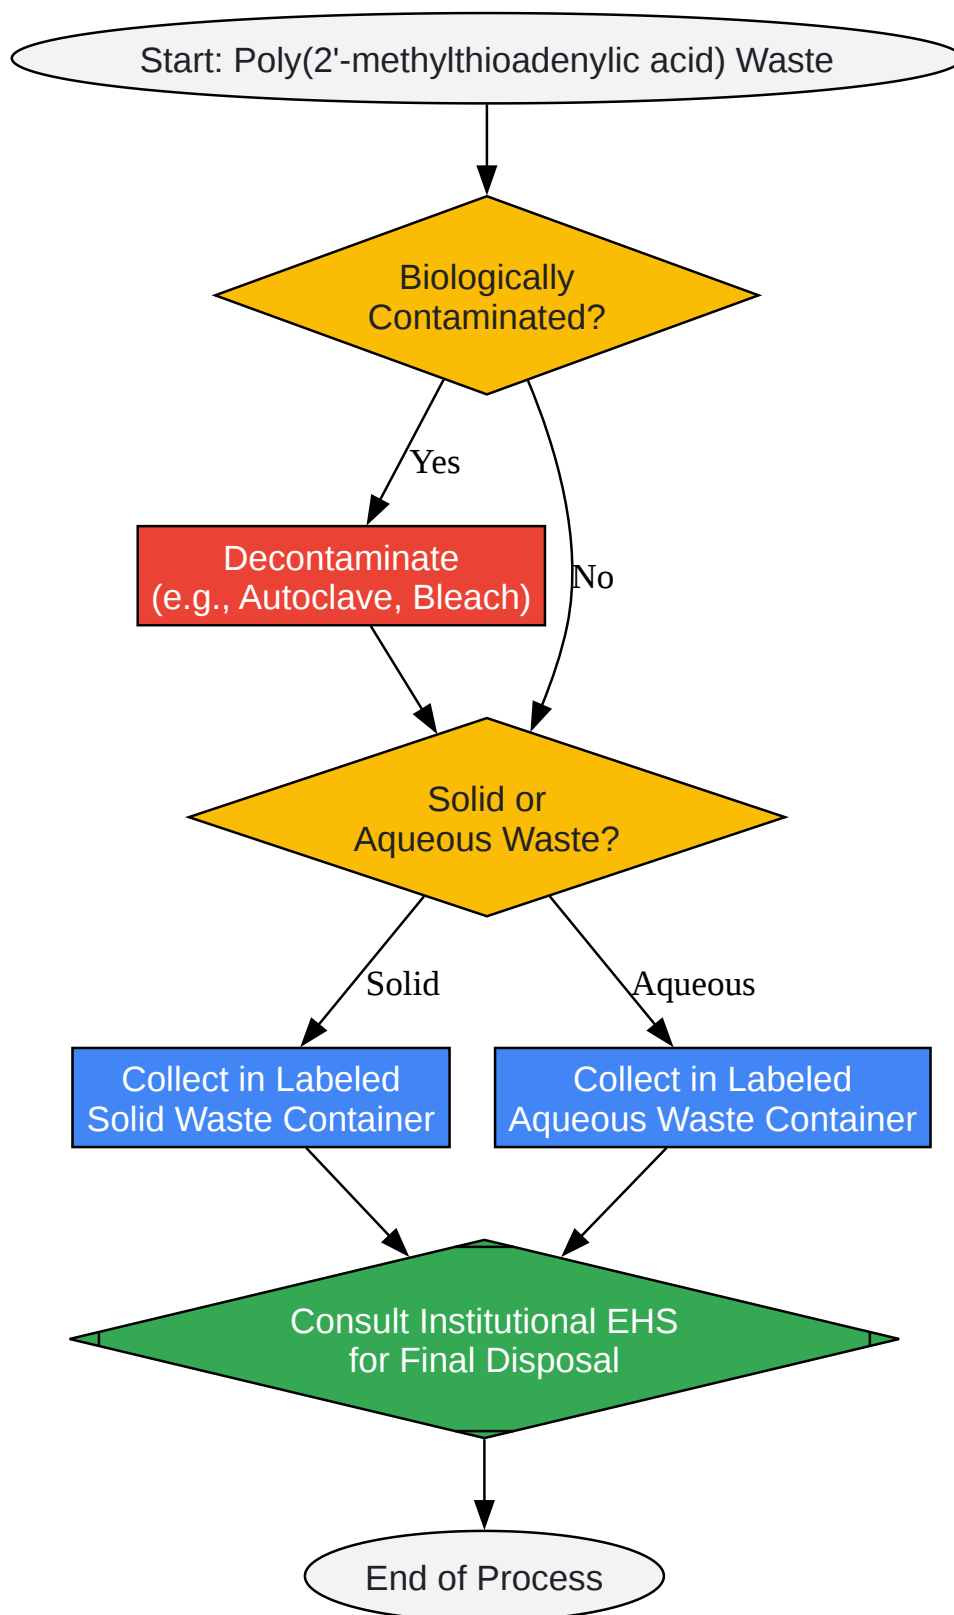 Start: Poly(2'-methylthioadenylic acid) Waste
Biologically
Contaminated?
Yes
Decontaminate
(e.g., Autoclave, Bleach)
No
Solid or
Aqueous Waste?
Solid
Aqueous
Collect in Labeled
Solid Waste Container
Collect in Labeled
Aqueous Waste Container
Consult Institutional EHS
for Final Disposal
End of Process